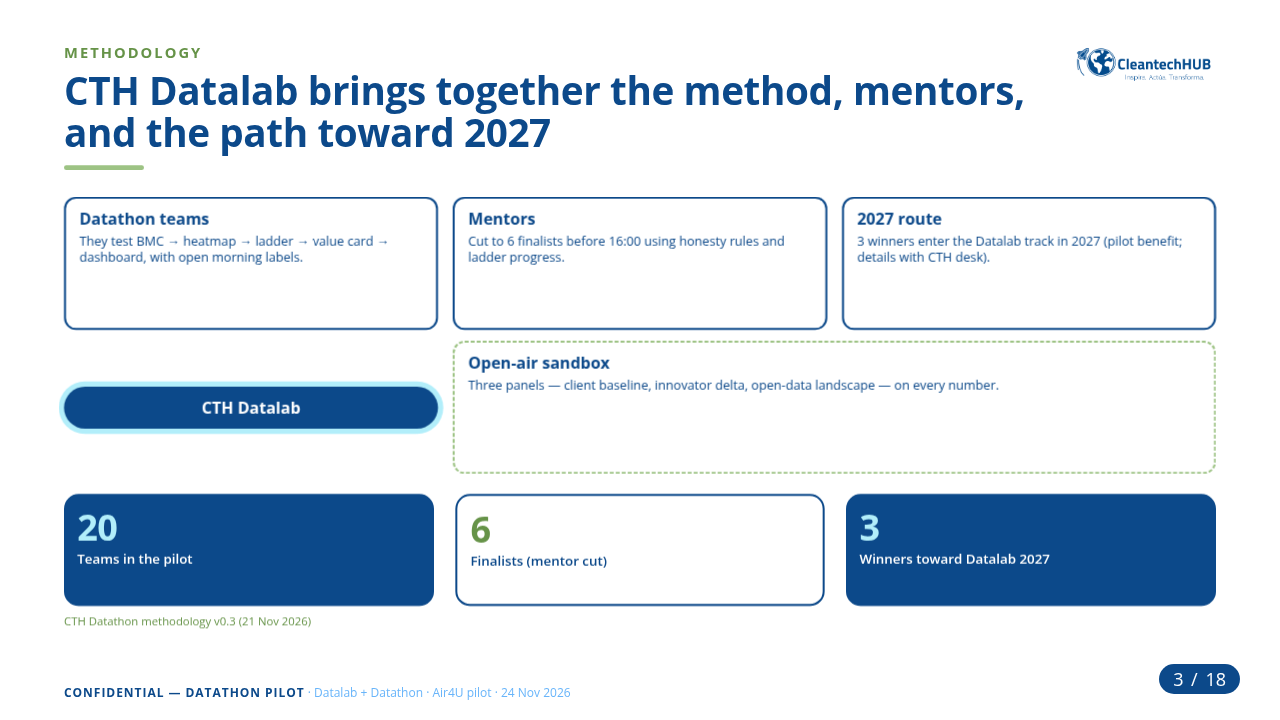 METHODOLOGY
CTH Datalab brings together the method, mentors,
and the path toward 2027
CleantechHUB
Inspira. Actúa. Transforma.
Datathon teams
They test BMC → heatmap → ladder → value card →
dashboard, with open morning labels.
Mentors
Cut to 6 finalists before 16:00 using honesty rules and
ladder progress.
2027 route
3 winners enter the Datalab track in 2027 (pilot benefit;
details with CTH desk).
CTH Datalab
Open-air sandbox
Three panels — client baseline, innovator delta, open-data landscape — on every number.
20
Teams in the pilot
6
Finalists (mentor cut)
3
Winners toward Datalab 2027
CTH Datathon methodology v0.3 (21 Nov 2026)
CONFIDENTIAL — DATATHON PILOT · Datalab + Datathon · Air4U pilot · 24 Nov 2026
3 / 18